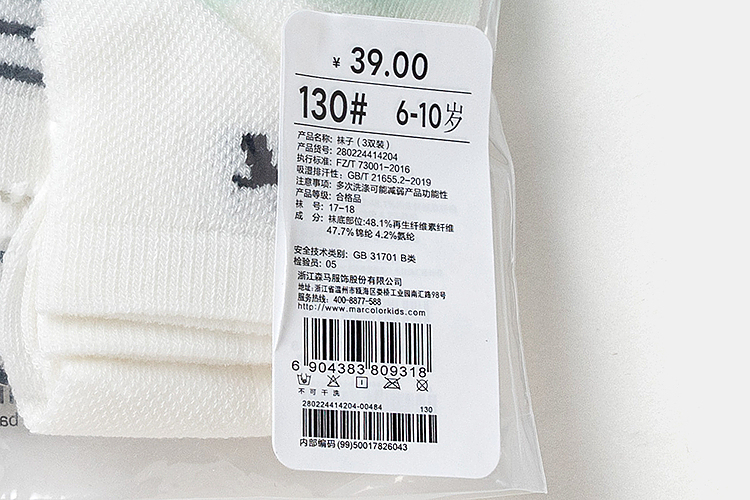 ¥ 39.00
130# 6-10岁
产品名称: 袜子 (3双装)
产品货号: 280224414204
执行标准: FZ/T 73001-2016
吸湿排汗性: GB/T 21655.2-2019
注意事项: 多次洗涤可能减弱产品功能性
产品等级: 合格品
袜 号: 17-18
成 分: 袜底部位:48.1%再生纤维素纤维
47.7%锦纶 4.2%氨纶
安全技术类别: GB 31701 B类
检验员: 05
浙江森马服饰股份有限公司
地址: 浙江省温州市瓯海区娄桥工业园南汇路98号
服务热线: 400-8877-588
http://www.marcolorkids.com
6 904383 809318
不可干洗
280224414204-00484 130
内部编码 (99)50017826043